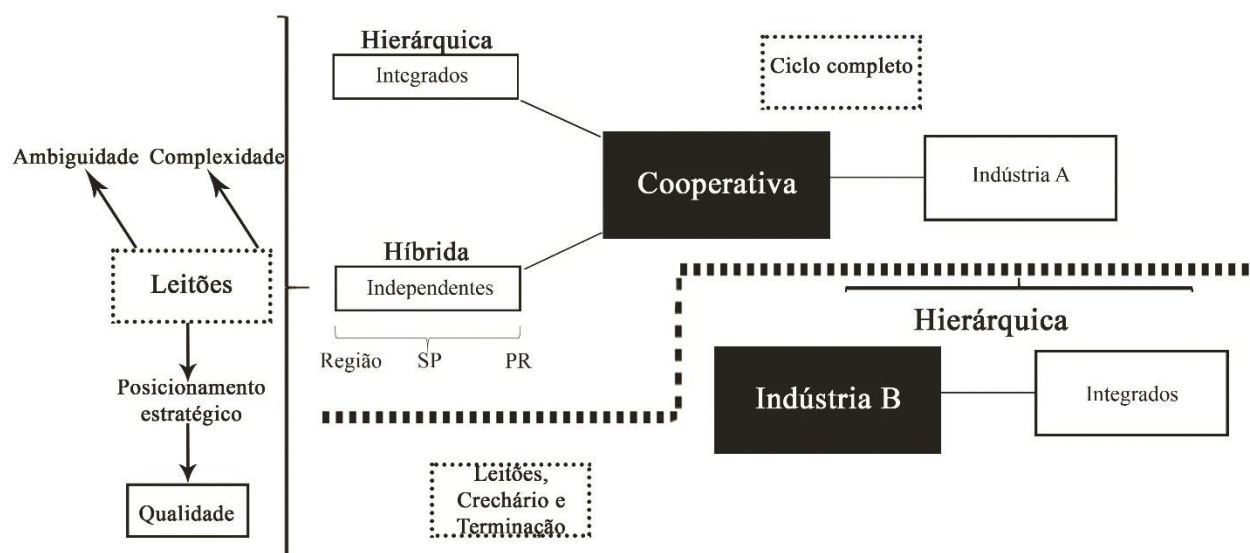 Hierárquica
Integrados
Ciclo completo
Ambiguidade
Complexidade
Cooperativa
Indústria A
Híbrida
Leitões
Independentes
Região
SP
PR
Hierárquica
Posicionamento
estratégico
Indústria B
Integrados
Leitões,
Crechário e
Terminação
Qualidade